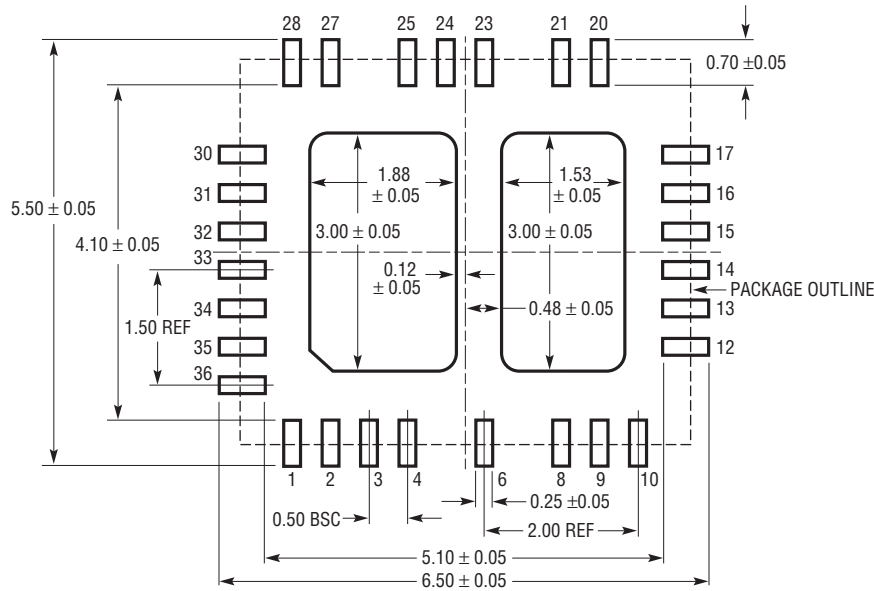 28 27 25 24 23 21 20
0.70 ±0.05
30
31
32
33
34
35
36
17
16
15
14
13
12
5.50 ± 0.05
4.10 ± 0.05
1.50 REF
1.88
± 0.05
3.00 ± 0.05
1.53
± 0.05
3.00 ± 0.05
0.12
± 0.05
0.48 ± 0.05
PACKAGE OUTLINE
1 2 3 4 6 8 9 10
0.25 ±0.05
0.50 BSC
2.00 REF
5.10 ± 0.05
6.50 ± 0.05